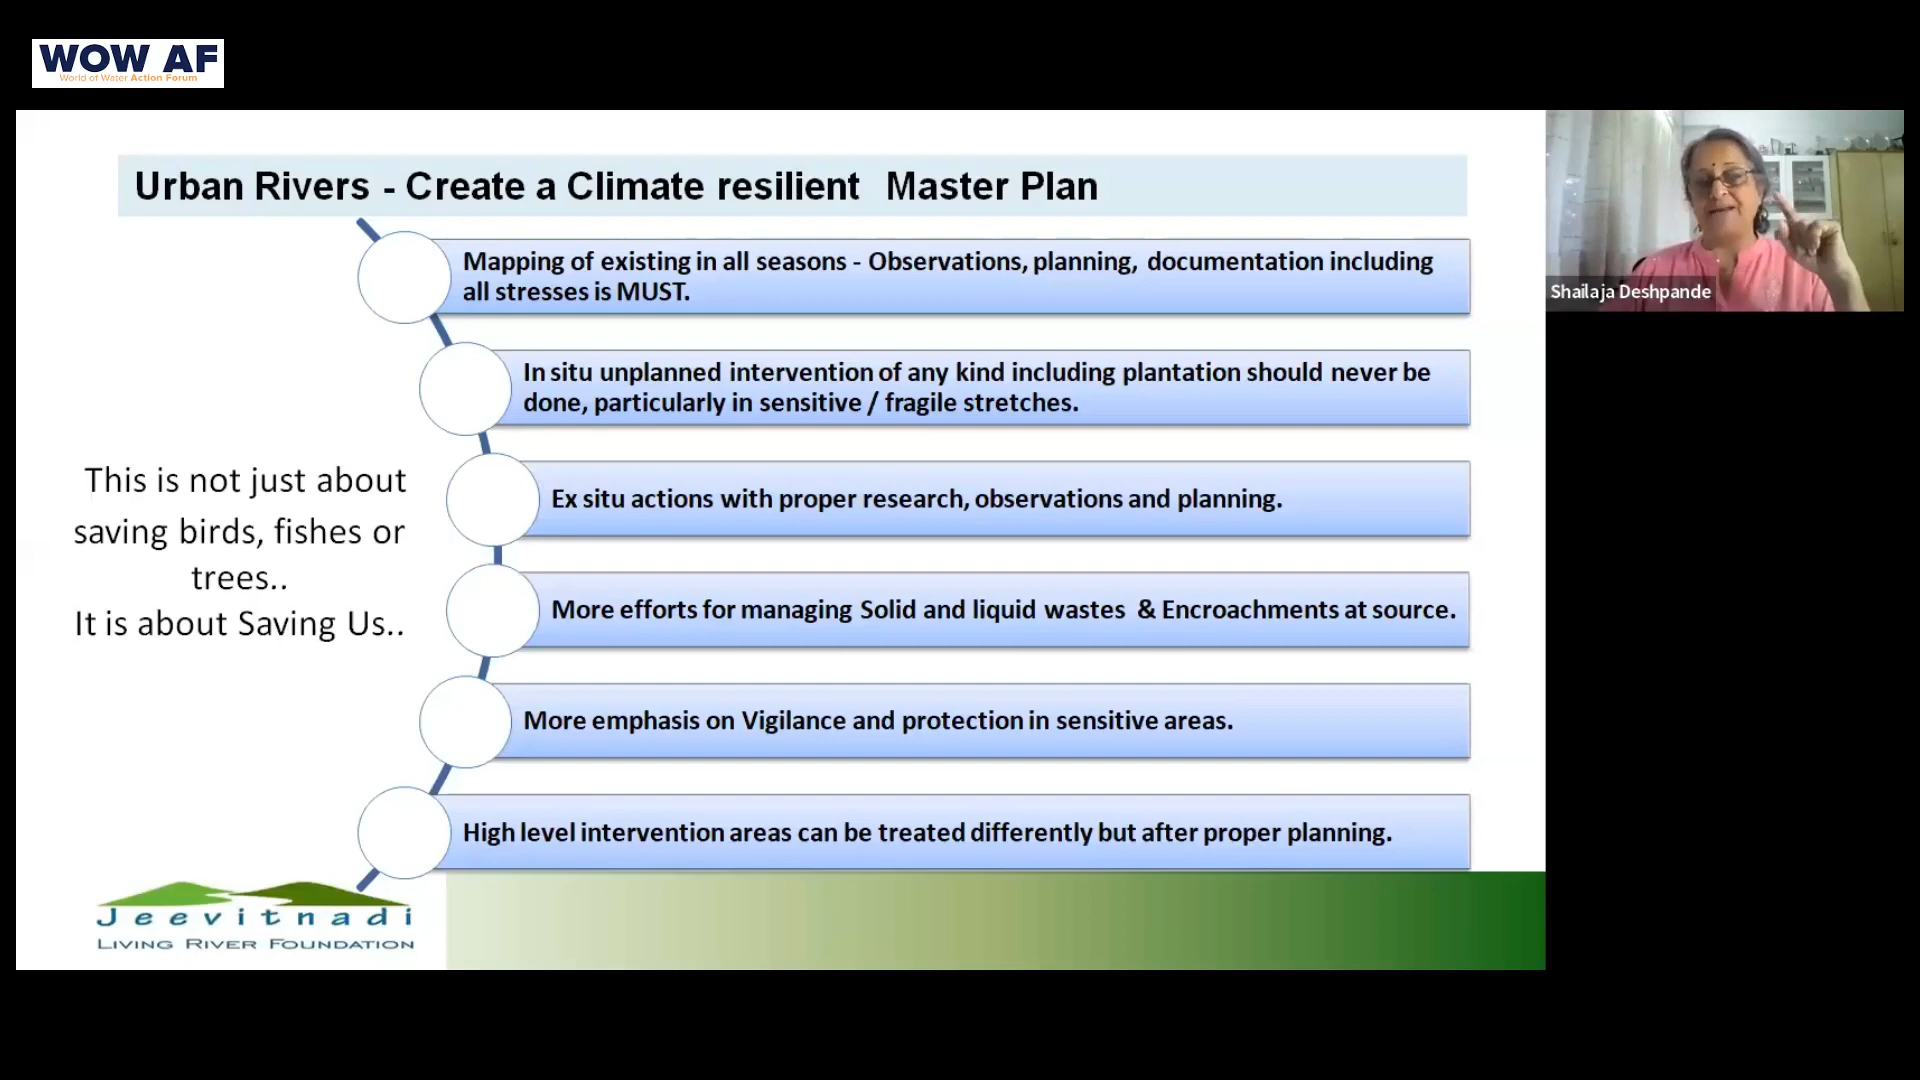 WOW AF
World of Water Action Forum
Urban Rivers - Create a Climate resilient Master Plan
Mapping of existing in all seasons - Observations, planning, documentation including
all stresses is MUST.
In situ unplanned intervention of any kind including plantation should never be
done, particularly in sensitive / fragile stretches.
Ex situ actions with proper research, observations and planning.
More efforts for managing Solid and liquid wastes & Encroachments at source.
More emphasis on Vigilance and protection in sensitive areas.
High level intervention areas can be treated differently but after proper planning.
This is not just about
saving birds, fishes or
trees..
It is about Saving Us..
Jeevitnadi
LIVING RIVER FOUNDATION
Shailaja Deshpande